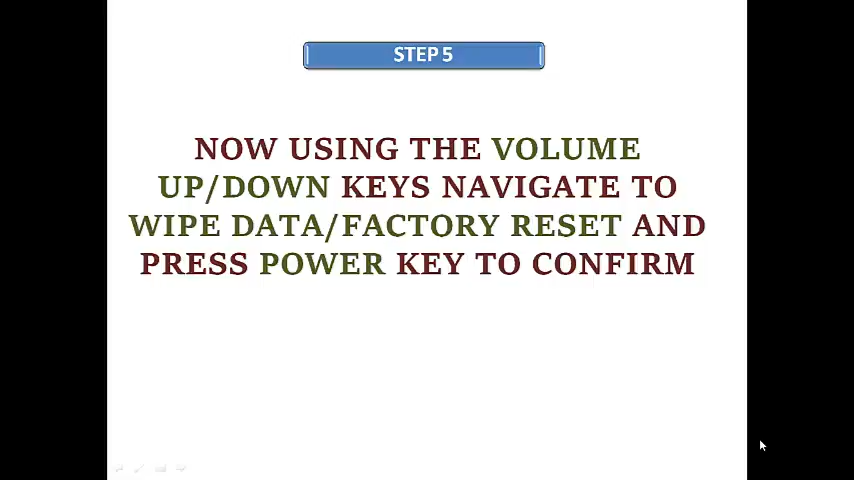 STEP 5
NOW USING THE VOLUME
UP/DOWN KEYS NAVIGATE TO
WIPE DATA/FACTORY RESET AND
PRESS POWER KEY TO CONFIRM